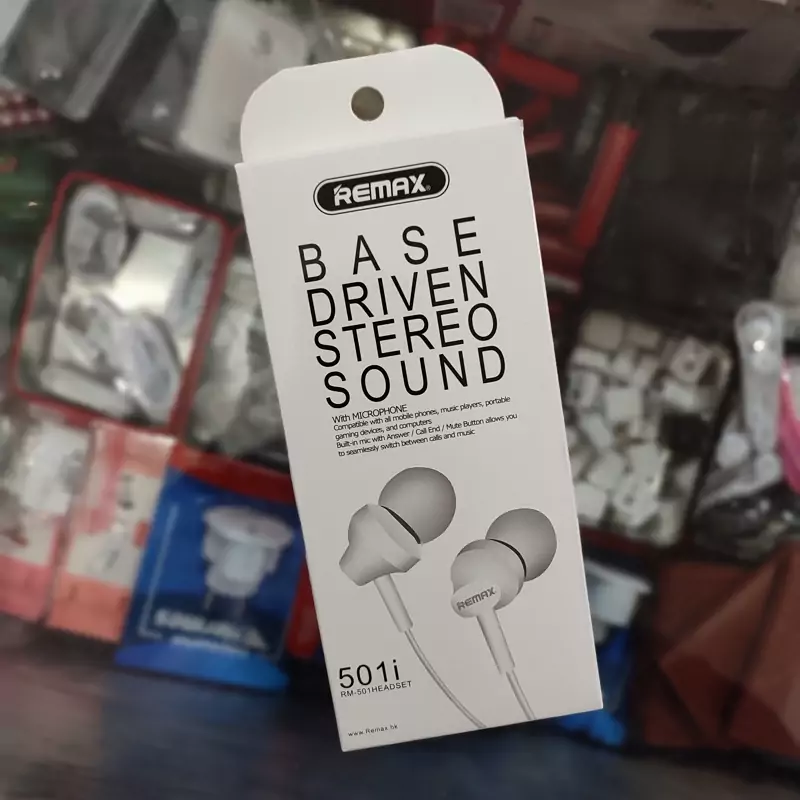 REMAX®
BASE
DRIVEN
STEREO
SOUND
With MICROPHONE
Compatible with all mobile phones, music players, portable
gaming devices, and computers
Built-in mic with Answer / Call End / Mute Button allows you
to seamlessly switch between calls and music
REMAX
501i
RM-501HEADSET
www.Remax.hk